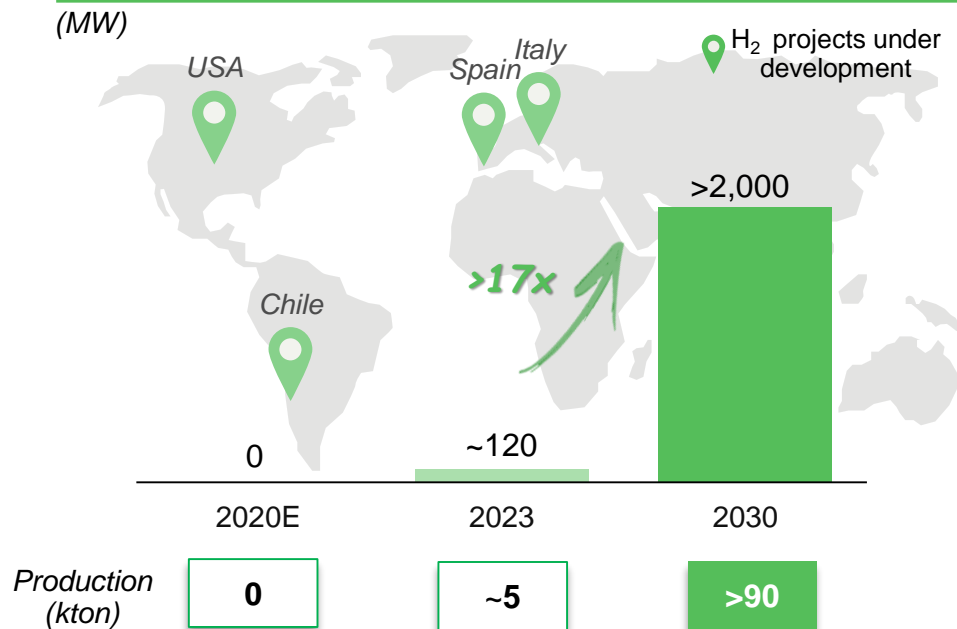 (MW)
USA
Spain
Italy
H₂ projects under
development
>2,000
>17x
Chile
0
~120
2020E
2023
2030
Production
(kton)
0
~5
>90